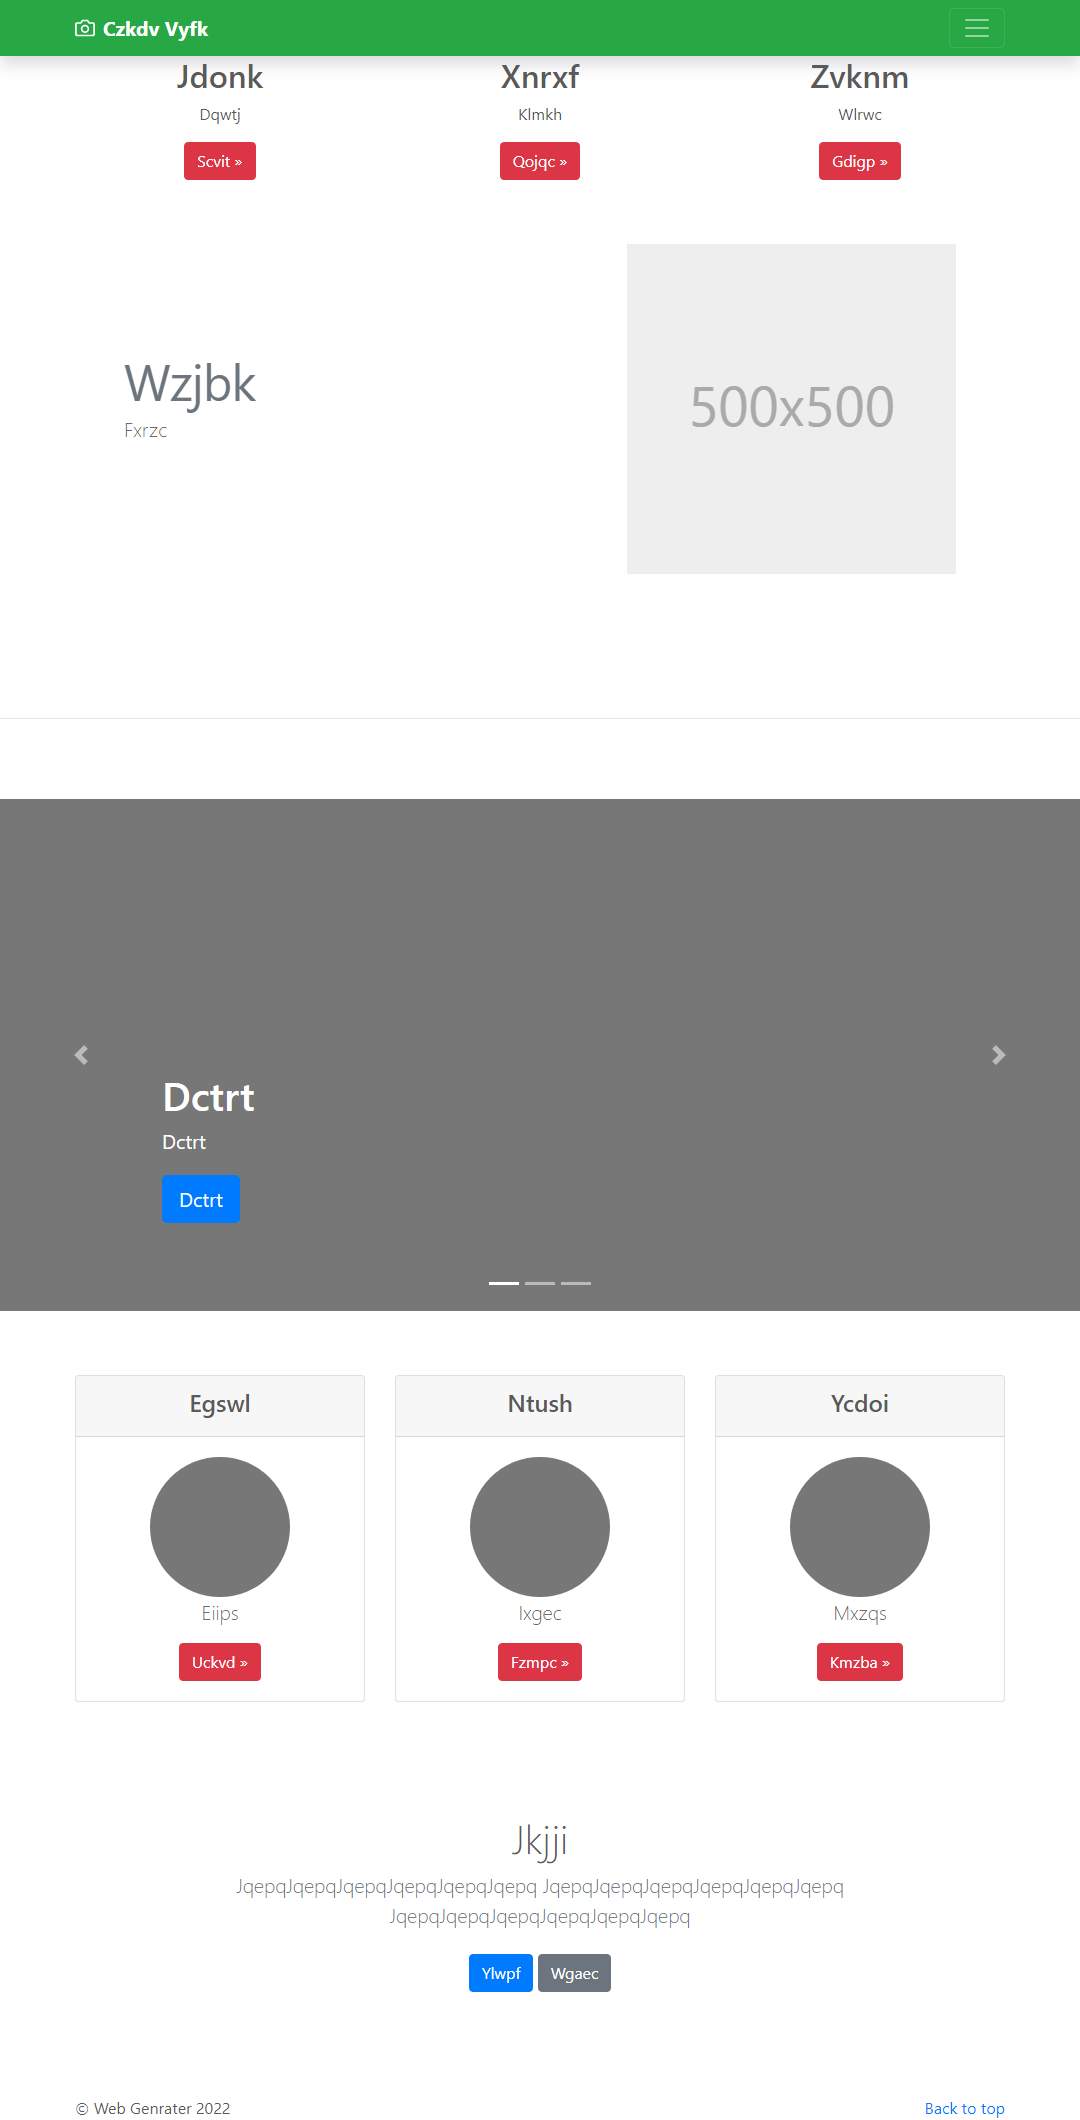 Czkdv Vyfk
Jdonk
Dqwtj
Scvit »
Xnrxf
Klmkh
Qojqc »
Zvknm
Wlrwc
Gdigp »
Wzjbk
Fxrzc
500x500
Dctrt
Dctrt
Dctrt
Egswl
Eiips
Uckvd »
Ntush
Ixgec
Fzmpc »
Ycdoi
Mxzqs
Kmzba »
Jkjji
JqepqJqepqJqepqJqepqJqepqJqepq JqepqJqepqJqepqJqepqJqepqJqepq
JqepqJqepqJqepqJqepqJqepqJqepq
Ylwpf Wgaec
© Web Genrater 2022
Back to top